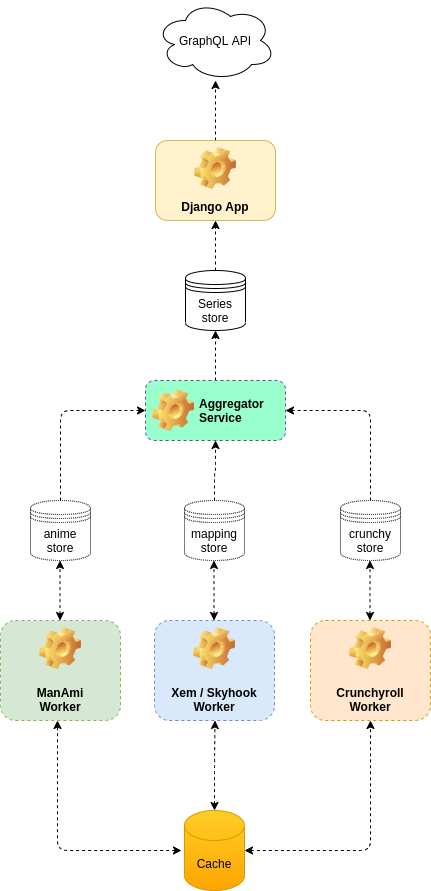 GraphQL API
Django App
Series
store
Aggregator
Service
anime
store
mapping
store
crunchy
store
ManAmi
Worker
Xem / Skyhook
Worker
Crunchyroll
Worker
Cache